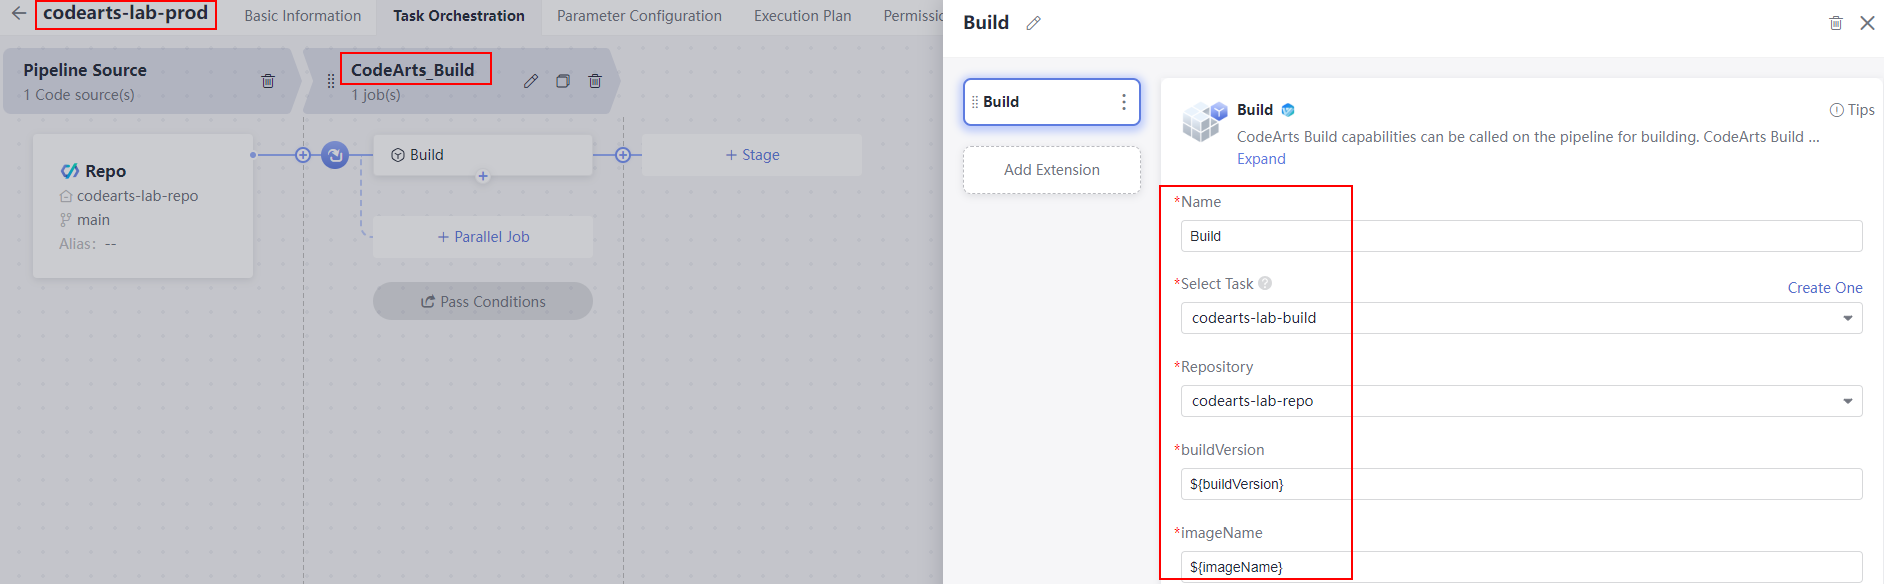 codearts-lab-prod
Basic Information
Task Orchestration
Parameter Configuration
Execution Plan
Permissic
Pipeline Source
1 Code source(s)
CodeArts_Build
1 job(s)
Repo
codearts-lab-repo
main
Alias: --
Build
+ Parallel Job
Pass Conditions
+ Stage
Build
Build
Add Extension
Build
Tips
CodeArts Build capabilities can be called on the pipeline for building. CodeArts Build ...
Expand
*Name
Build
*Select Task
Create One
codearts-lab-build
*Repository
codearts-lab-repo
*buildVersion
${buildVersion}
*imageName
${imageName}